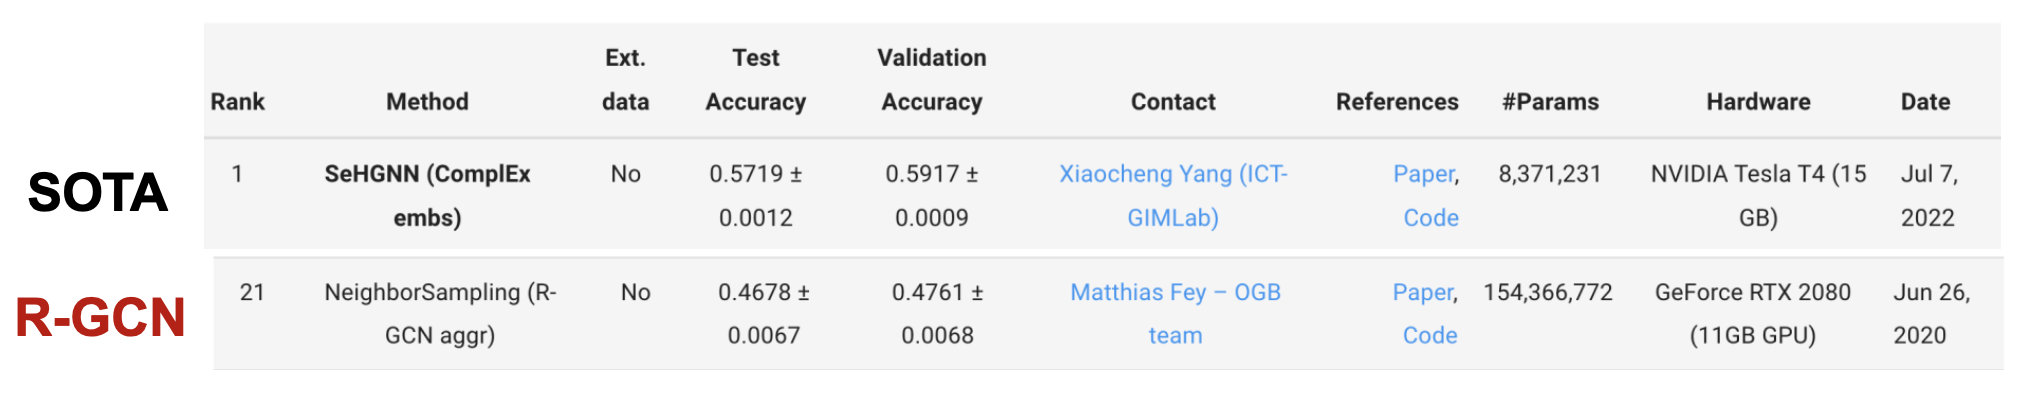 Ext. Test Validation
Rank Method data Accuracy Accuracy Contact References #Params Hardware Date
SOTA
1 SeHGNN (ComplEx No 0.5719 ± 0.5917 ± Xiaocheng Yang (ICT- Paper, 8,371,231 NVIDIA Tesla T4 (15 Jul 7,
embs) 0.0012 0.0009 GIMLab) Code GB) 2022
R-GCN
21 NeighborSampling (R- No 0.4678 ± 0.4761 ± Matthias Fey – OGB Paper, 154,366,772 GeForce RTX 2080 Jun 26,
GCN aggr) 0.0067 0.0068 team Code (11GB GPU) 2020